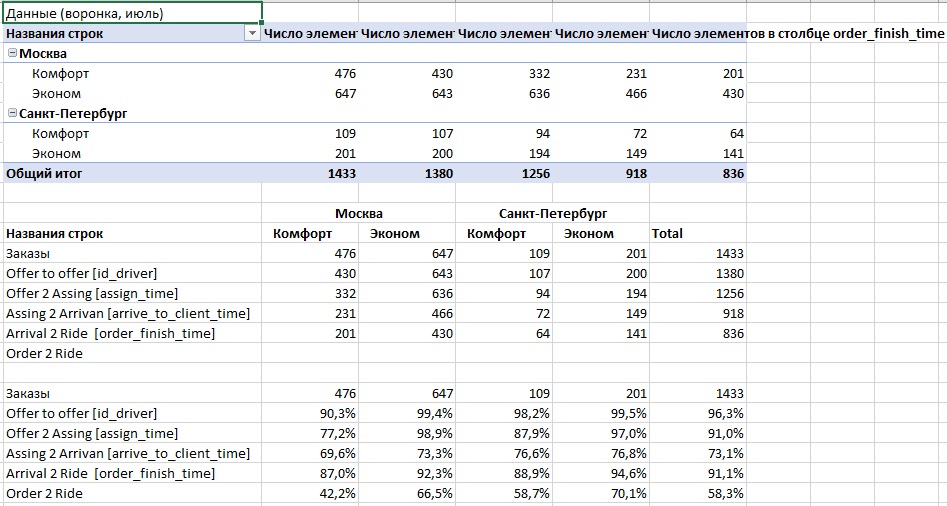 Данные (воронка, июль)
Названия строк Число элемен Число элемен Число элемен Число элемен Число элементов в столбце order_finish_time
Москва
Комфорт 476 430 332 231 201
Эконом 647 643 636 466 430
Санкт-Петербург
Комфорт 109 107 94 72 64
Эконом 201 200 194 149 141
Общий итог 1433 1380 1256 918 836
Москва Санкт-Петербург
Названия строк Комфорт Эконом Комфорт Эконом Total
Заказы 476 647 109 201 1433
Offer to offer [id_driver] 430 643 107 200 1380
Offer 2 Assing [assign_time] 332 636 94 194 1256
Assing 2 Arrivan [arrive_to_client_time] 231 466 72 149 918
Arrival 2 Ride [order_finish_time] 201 430 64 141 836
Order 2 Ride
Заказы 476 647 109 201 1433
Offer to offer [id_driver] 90,3% 99,4% 98,2% 99,5% 96,3%
Offer 2 Assing [assign_time] 77,2% 98,9% 87,9% 97,0% 91,0%
Assing 2 Arrivan [arrive_to_client_time] 69,6% 73,3% 76,6% 76,8% 73,1%
Arrival 2 Ride [order_finish_time] 87,0% 92,3% 88,9% 94,6% 91,1%
Order 2 Ride 42,2% 66,5% 58,7% 70,1% 58,3%